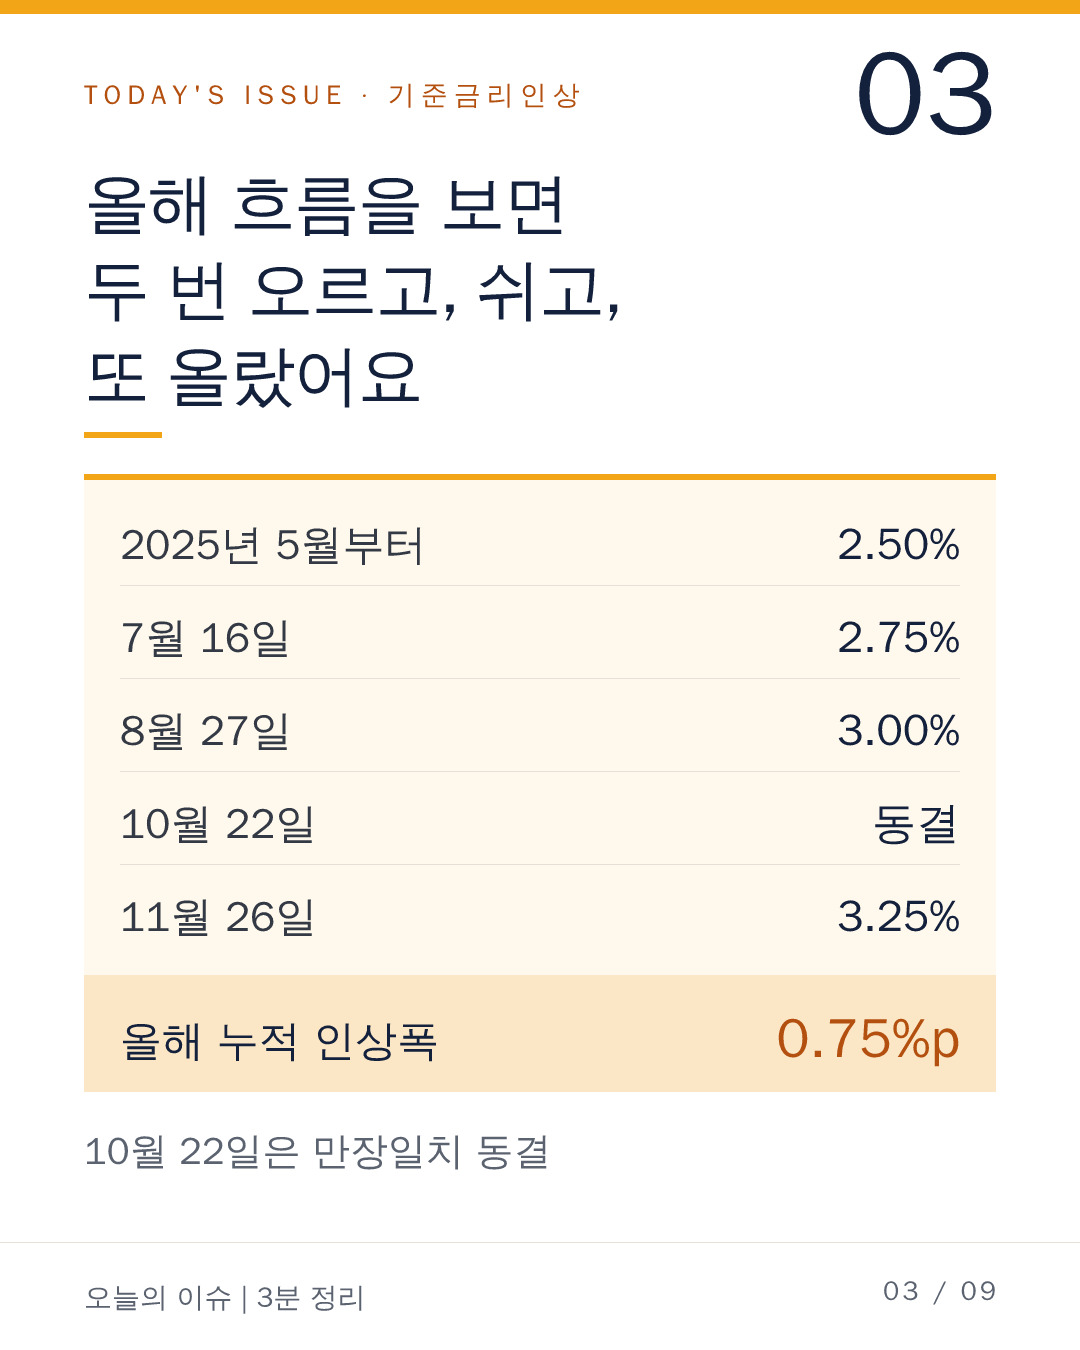 TODAY'S ISSUE · 기준금리인상
03
올해 흐름을 보면
두 번 오르고, 쉬고,
또 올랐어요
2025년 5월부터 2.50%
7월 16일 2.75%
8월 27일 3.00%
10월 22일 동결
11월 26일 3.25%
올해 누적 인상폭 0.75%p
10월 22일은 만장일치 동결
오늘의 이슈 | 3분 정리
03 / 09